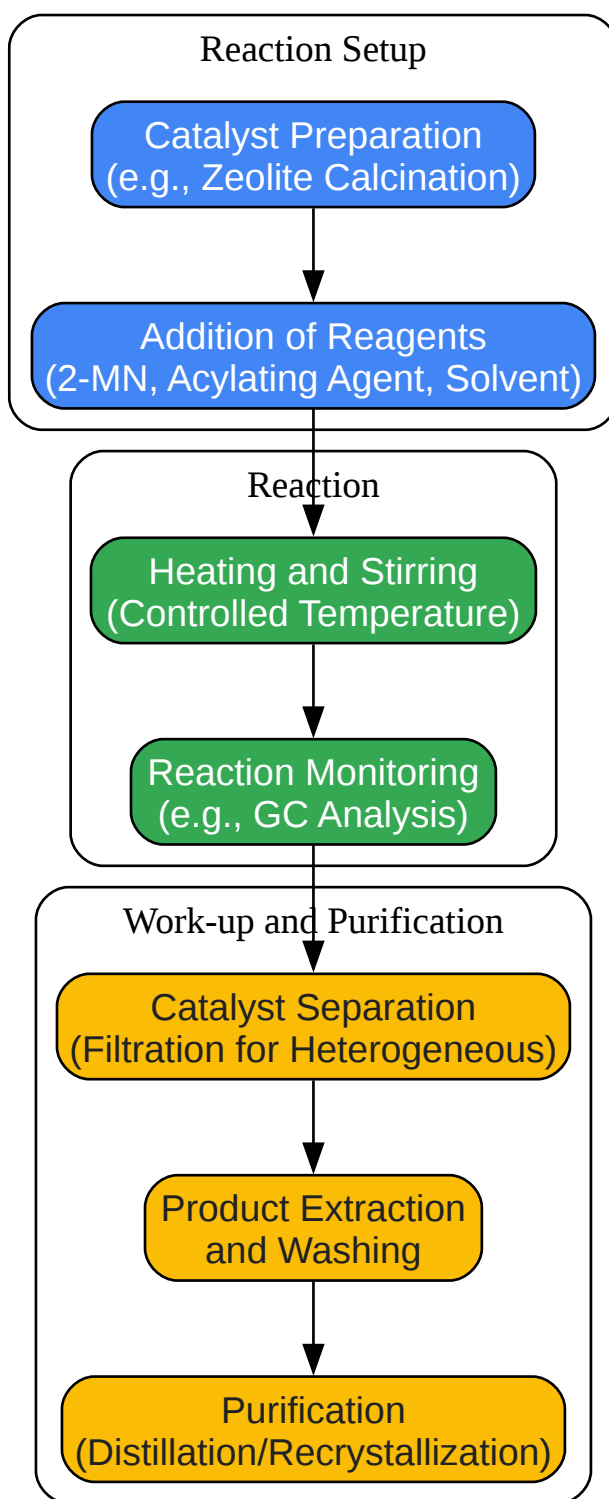 Reaction Setup
Catalyst Preparation
(e.g., Zeolite Calcination)
Addition of Reagents
(2-MN, Acylating Agent, Solvent)
Reaction
Heating and Stirring
(Controlled Temperature)
Reaction Monitoring
(e.g., GC Analysis)
Work-up and Purification
Catalyst Separation
(Filtration for Heterogeneous)
Product Extraction
and Washing
Purification
(Distillation/Recrystallization)